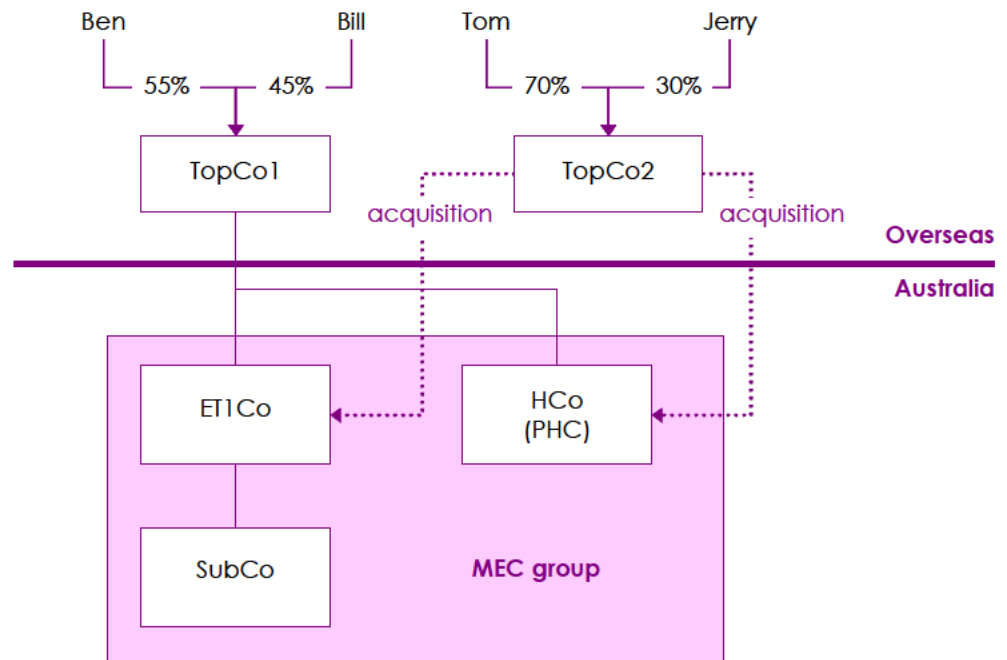 Ben Bill Tom Jerry
55% 45% 70% 30%
TopCo1 TopCo2
acquisition acquisition
Overseas
Australia
ET1Co HCo
(PHC)
SubCo MEC group